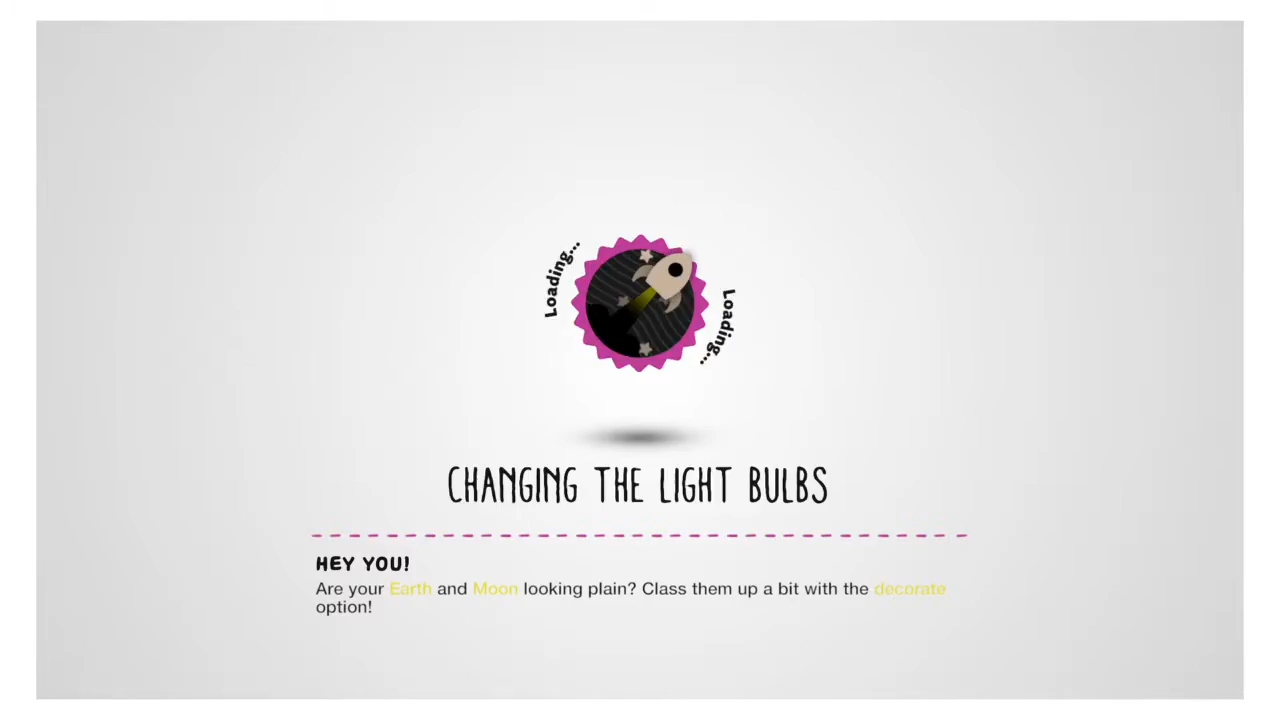 Loading...
Loading...
CHANGING THE LIGHT BULBS
HEY YOU!
Are your Earth and Moon looking plain? Class them up a bit with the decorate
option!